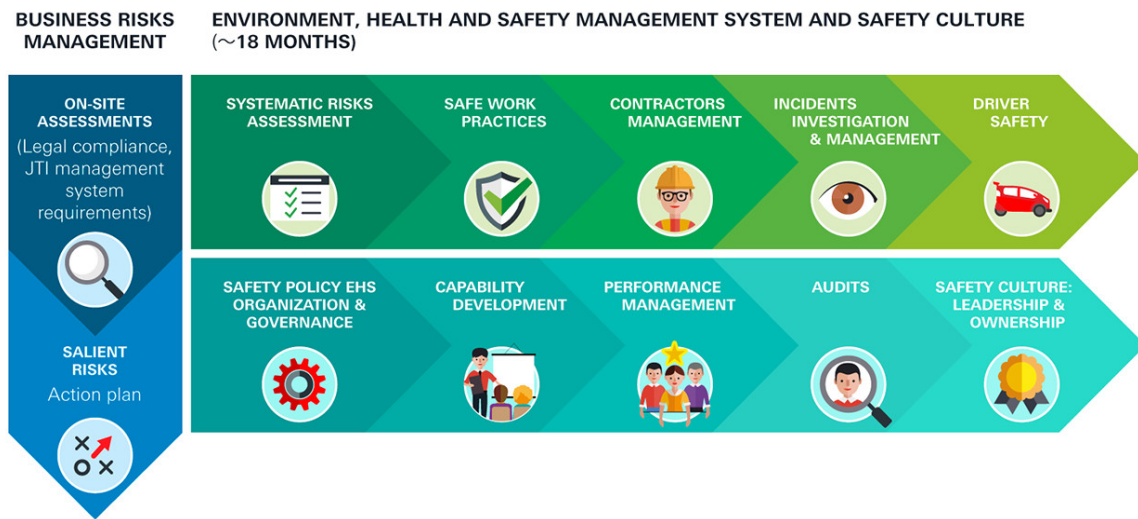 BUSINESS RISKS
MANAGEMENT
ENVIRONMENT, HEALTH AND SAFETY MANAGEMENT SYSTEM AND SAFETY CULTURE
(~18 MONTHS)
ON-SITE
ASSESSMENTS
(Legal compliance,
JTI management
system
requirements)
SALIENT
RISKS
Action plan
SYSTEMATIC RISKS
ASSESSMENT
SAFE WORK
PRACTICES
CONTRACTORS
MANAGEMENT
INCIDENTS
INVESTIGATION
& MANAGEMENT
DRIVER
SAFETY
SAFETY POLICY EHS
ORGANIZATION &
GOVERNANCE
CAPABILITY
DEVELOPMENT
PERFORMANCE
MANAGEMENT
AUDITS
SAFETY CULTURE:
LEADERSHIP &
OWNERSHIP